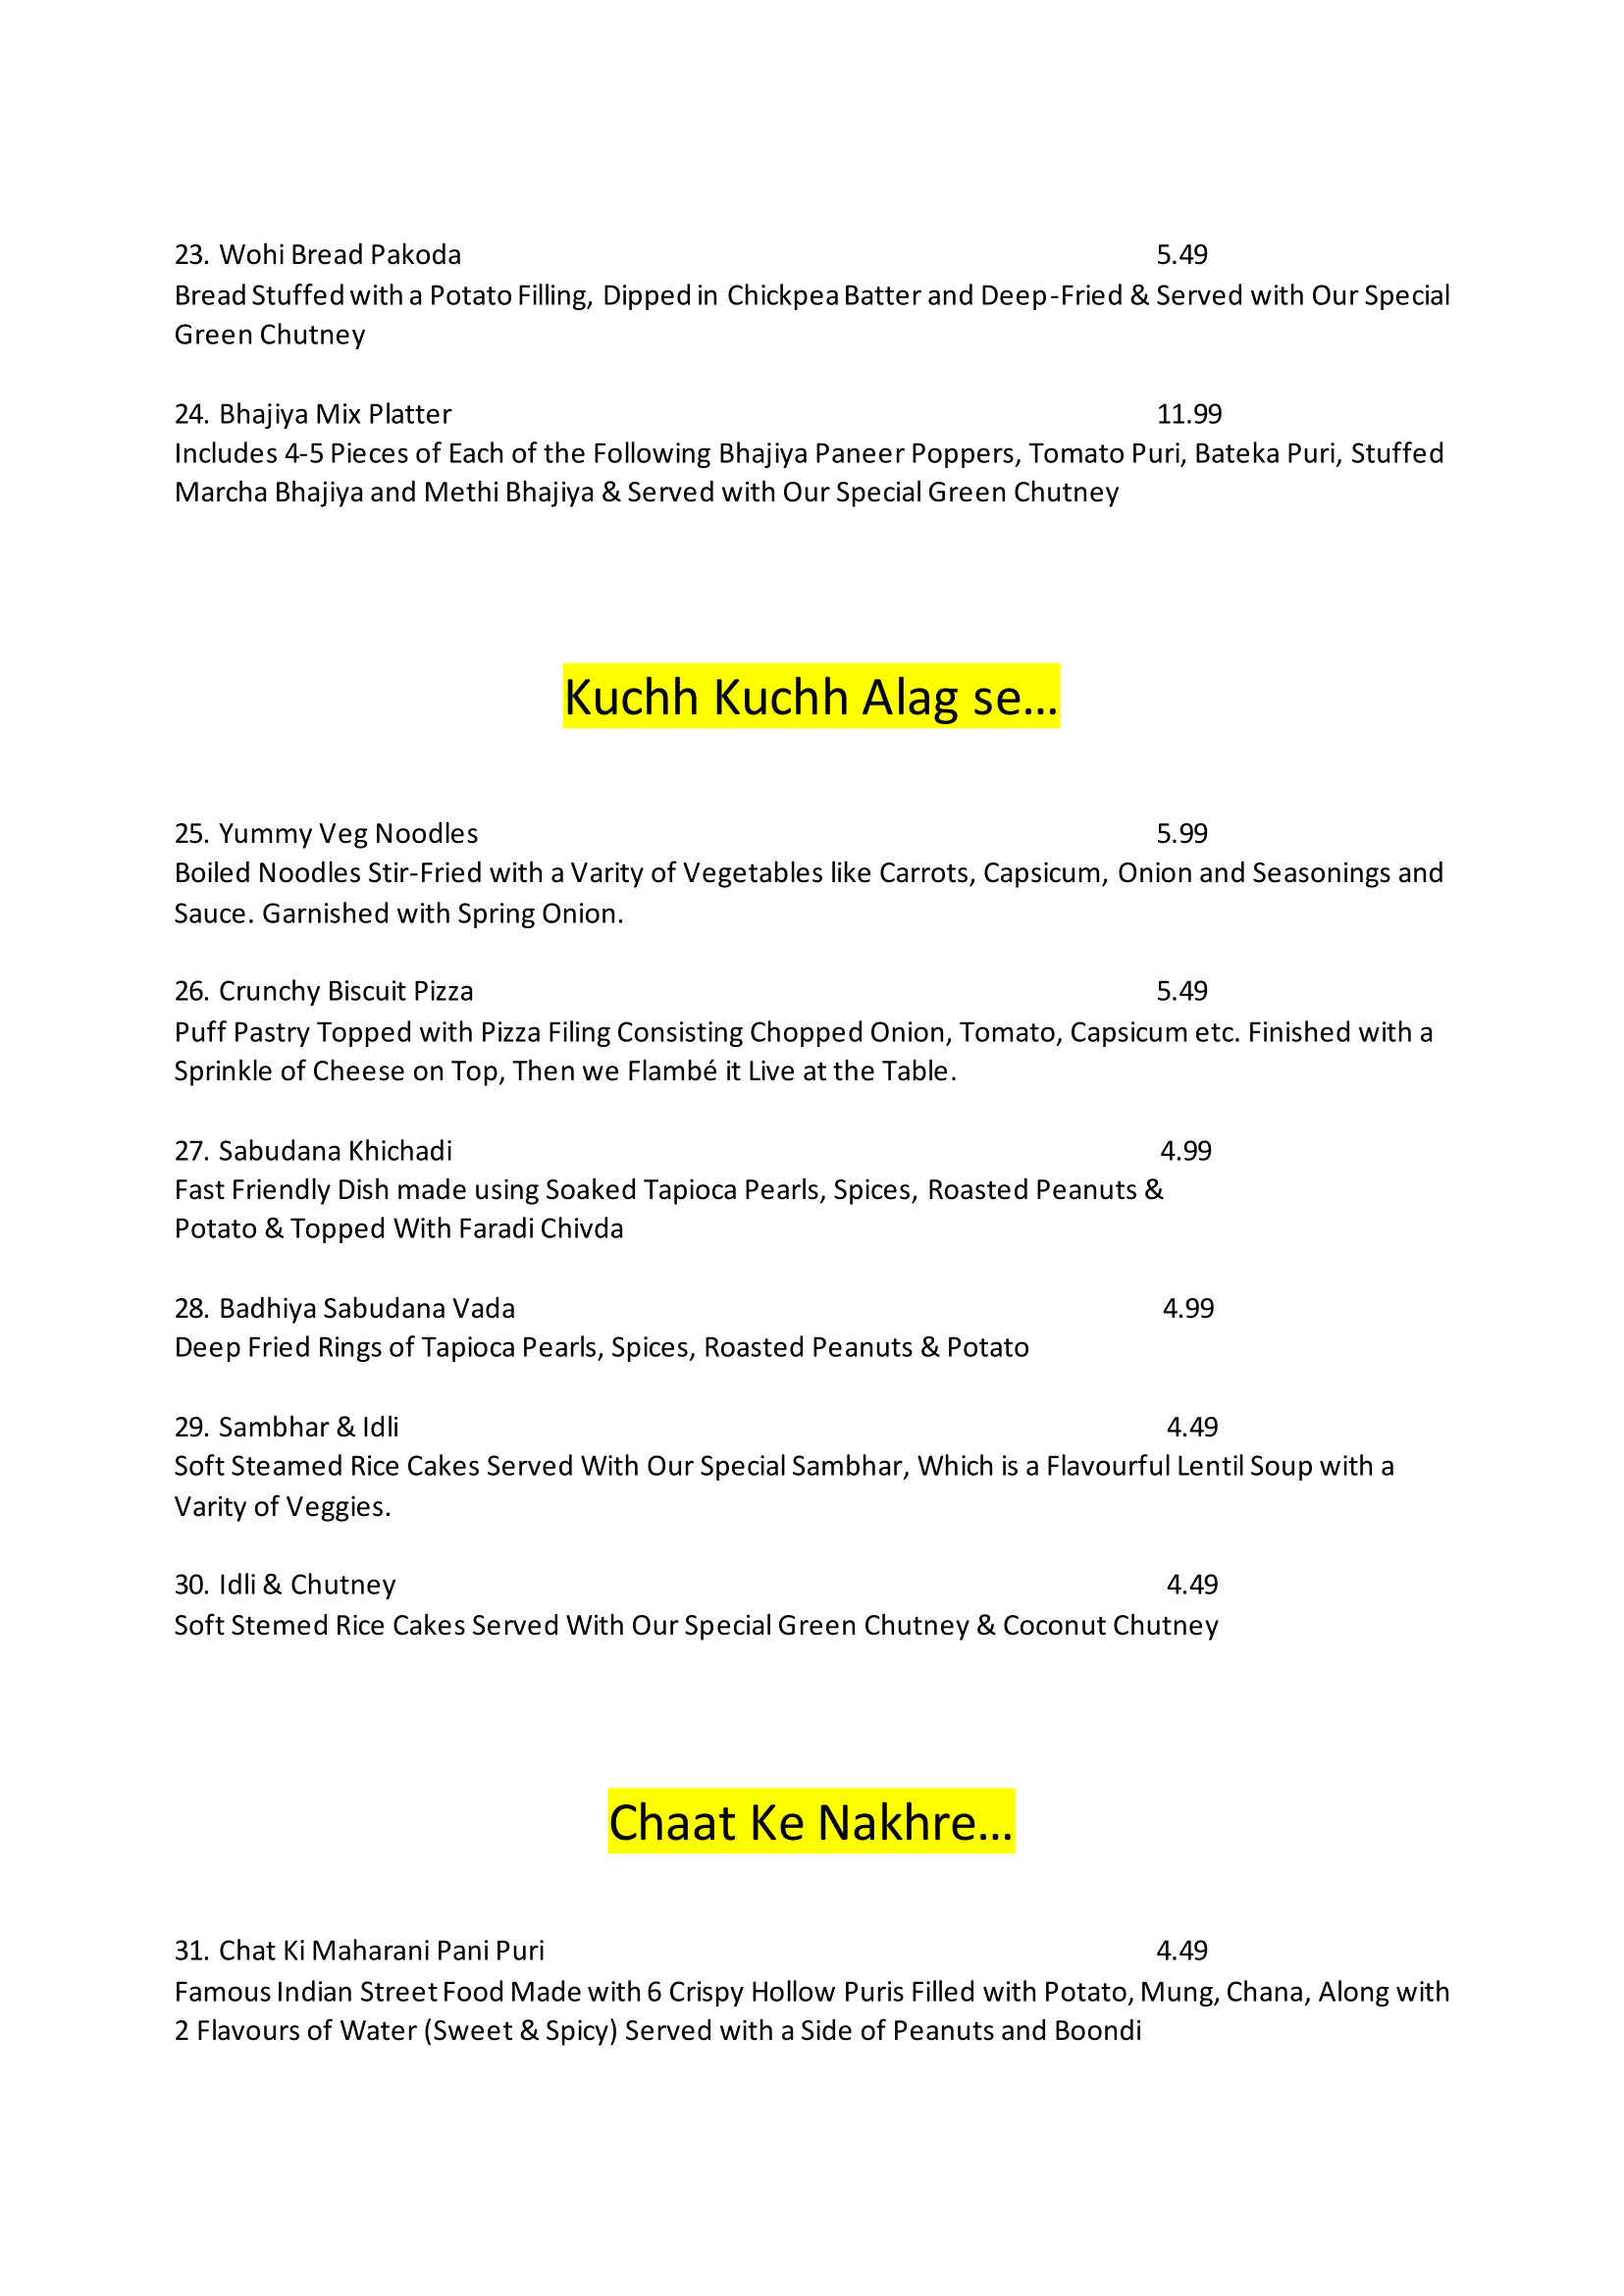 23. Wohi Bread Pakoda 5.49
Bread Stuffed with a Potato Filling, Dipped in Chickpea Batter and Deep-Fried & Served with Our Special
Green Chutney
24. Bhajiya Mix Platter 11.99
Includes 4-5 Pieces of Each of the Following Bhajiya Paneer Poppers, Tomato Puri, Bateka Puri, Stuffed
Marcha Bhajiya and Methi Bhajiya & Served with Our Special Green Chutney
Kuchh Kuchh Alag se...
25. Yummy Veg Noodles 5.99
Boiled Noodles Stir-Fried with a Varity of Vegetables like Carrots, Capsicum, Onion and Seasonings and
Sauce. Garnished with Spring Onion.
26. Crunchy Biscuit Pizza 5.49
Puff Pastry Topped with Pizza Filing Consisting Chopped Onion, Tomato, Capsicum etc. Finished with a
Sprinkle of Cheese on Top, Then we Flambé it Live at the Table.
27. Sabudana Khichadi 4.99
Fast Friendly Dish made using Soaked Tapioca Pearls, Spices, Roasted Peanuts &
Potato & Topped With Faradi Chivda
28. Badhiya Sabudana Vada 4.99
Deep Fried Rings of Tapioca Pearls, Spices, Roasted Peanuts & Potato
29. Sambhar & Idli 4.49
Soft Steamed Rice Cakes Served With Our Special Sambhar, Which is a Flavourful Lentil Soup with a
Varity of Veggies.
30. Idli & Chutney 4.49
Soft Stemed Rice Cakes Served With Our Special Green Chutney & Coconut Chutney
Chaat Ke Nakhre...
31. Chat Ki Maharani Pani Puri 4.49
Famous Indian Street Food Made with 6 Crispy Hollow Puris Filled with Potato, Mung, Chana, Along with
2 Flavours of Water (Sweet & Spicy) Served with a Side of Peanuts and Boondi